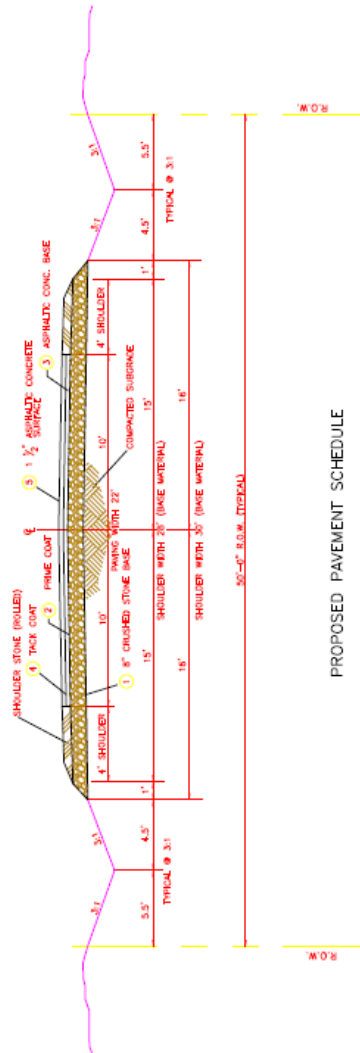 SHOULDER STONE (ROLLED)
4 TACK COAT
2 PRIME COAT
5 1 1/2" ASPHALTIC CONCRETE
SURFACE
3 ASPHALTIC CONC. BASE
℄
3:1
3:1
3:1
3:1
1 8" CRUSHED STONE BASE
COMPACTED SUBGRADE
4' SHOULDER
10'
10'
4' SHOULDER
PAVING WIDTH 22'
5.5'
4.5'
1'
15'
15'
1'
4.5'
5.5'
TYPICAL @ 3:1
TYPICAL @ 3:1
(BASE MATERIAL)
16'
16'
SHOULDER WIDTH 30' (BASE MATERIAL)
50'-0" R.O.W. (TYPICAL)
R.O.W.
R.O.W.
PROPOSED PAVEMENT SCHEDULE